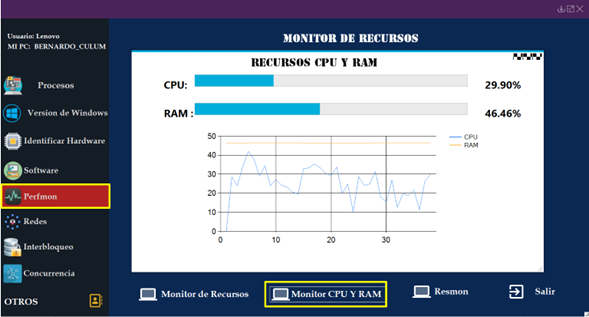 Usuario: Lenovo
MI PC: BERNARDO_CULUM
Procesos
Version de Windows
Identificar Hardware
Software
Perfmon
Redes
Interbloqueo
Concurrencia
OTROS
MONITOR DE RECURSOS
RECURSOS CPU Y RAM
CPU: 29.90%
RAM : 46.46%
50
40
30
20
10
0
0 10 20 30
CPU
RAM
Monitor de Recursos
Monitor CPU Y RAM
Resmon
Salir